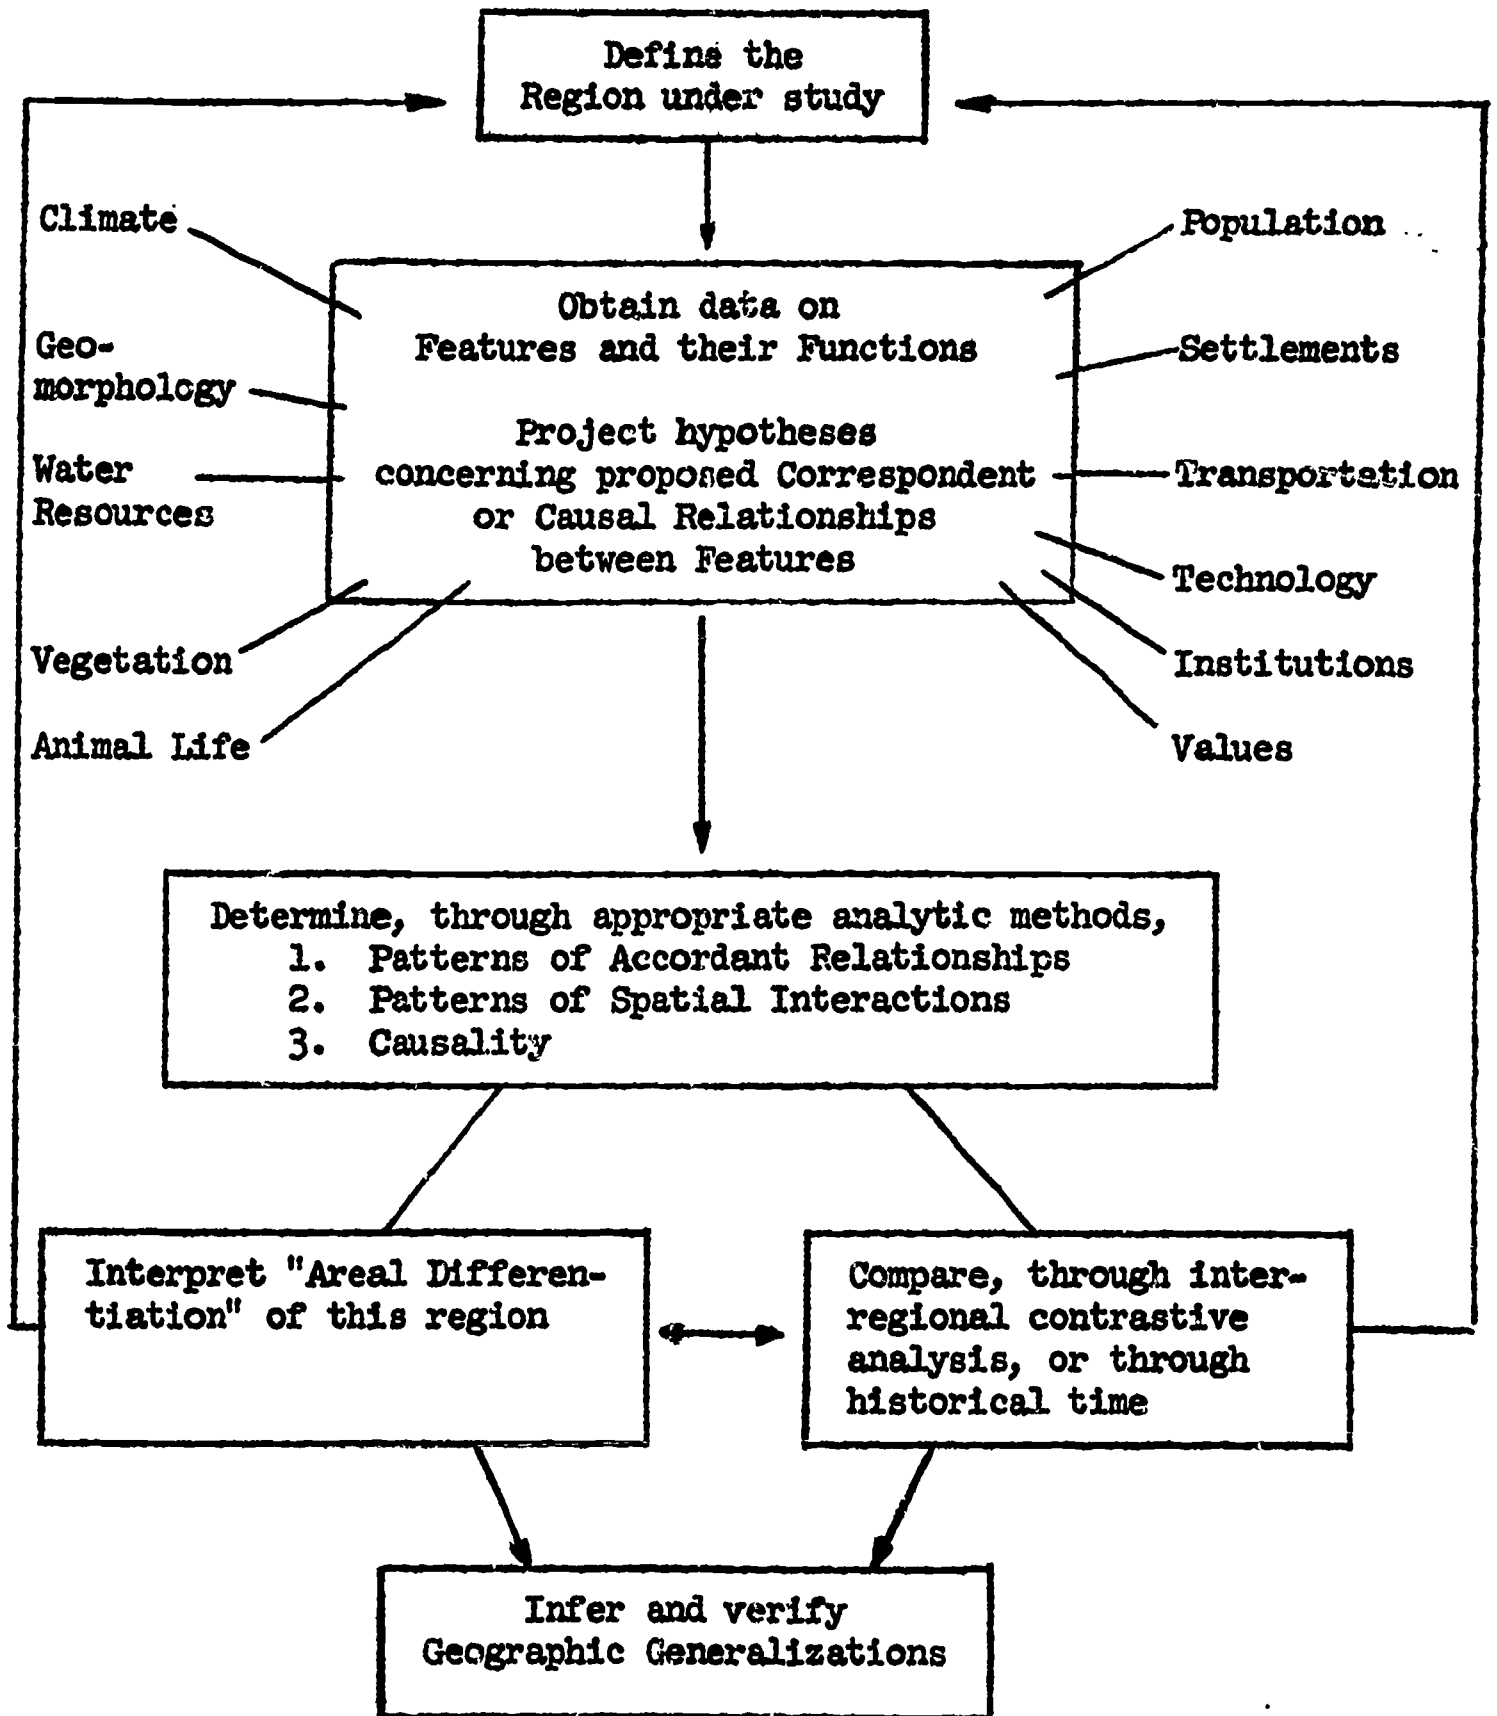 Define the
Region under study
Climate
Geo-
morphology
Water
Resources
Vegetation
Animal Life
Obtain data on
Features and their Functions
Project hypotheses
concerning proposed Correspondent
or Causal Relationships
between Features
Population
Settlements
Transportation
Technology
Institutions
Values
Determine, through appropriate analytic methods,
1. Patterns of Accordant Relationships
2. Patterns of Spatial Interactions
3. Causality
Interpret "Areal Differen-
tiation" of this region
Compare, through inter-
regional contrastive
analysis, or through
historical time
Infer and verify
Geographic Generalizations